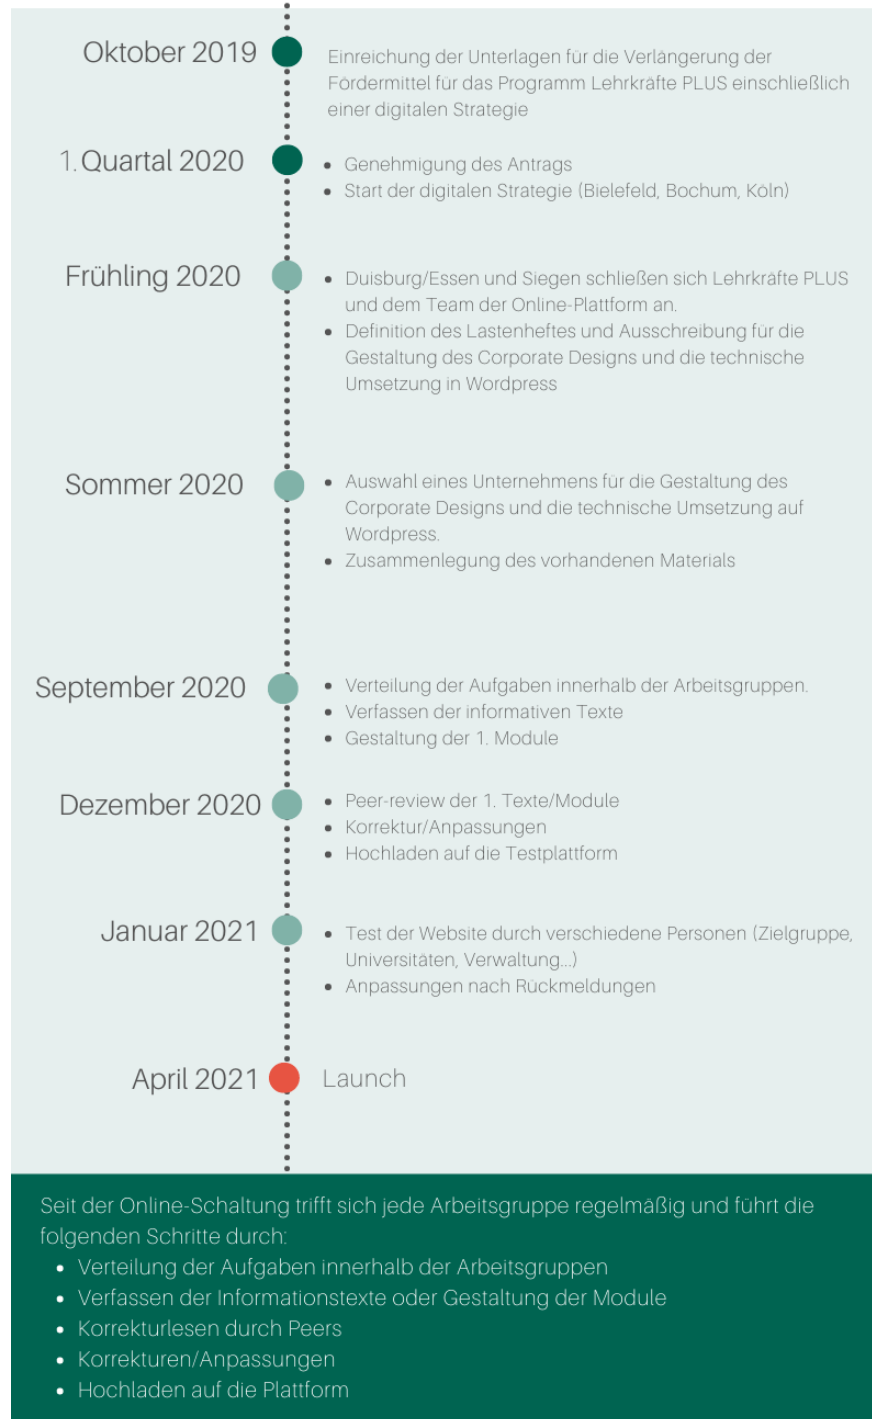 Oktober 2019
Einreichung der Unterlagen für die Verlängerung der
Fördermittel für das Programm Lehrkräfte PLUS einschließlich
einer digitalen Strategie
1. Quartal 2020
• Genehmigung des Antrags
• Start der digitalen Strategie (Bielefeld, Bochum, Köln)
Frühling 2020
• Duisburg/Essen und Siegen schließen sich Lehrkräfte PLUS
und dem Team der Online-Plattform an.
• Definition des Lastenheftes und Ausschreibung für die
Gestaltung des Corporate Designs und die technische
Umsetzung in Wordpress
Sommer 2020
• Auswahl eines Unternehmens für die Gestaltung des
Corporate Designs und die technische Umsetzung auf
Wordpress.
• Zusammenlegung des vorhandenen Materials
September 2020
• Verteilung der Aufgaben innerhalb der Arbeitsgruppen.
• Verfassen der informativen Texte
• Gestaltung der 1. Module
Dezember 2020
• Peer-review der 1. Texte/Module
• Korrektur/Anpassungen
• Hochladen auf die Testplattform
Januar 2021
• Test der Website durch verschiedene Personen (Zielgruppe,
Universitäten, Verwaltung...)
• Anpassungen nach Rückmeldungen
April 2021
Launch
Seit der Online-Schaltung trifft sich jede Arbeitsgruppe regelmäßig und führt die
folgenden Schritte durch:
• Verteilung der Aufgaben innerhalb der Arbeitsgruppen
• Verfassen der Informationstexte oder Gestaltung der Module
• Korrekturlesen durch Peers
• Korrekturen/Anpassungen
• Hochladen auf die Plattform